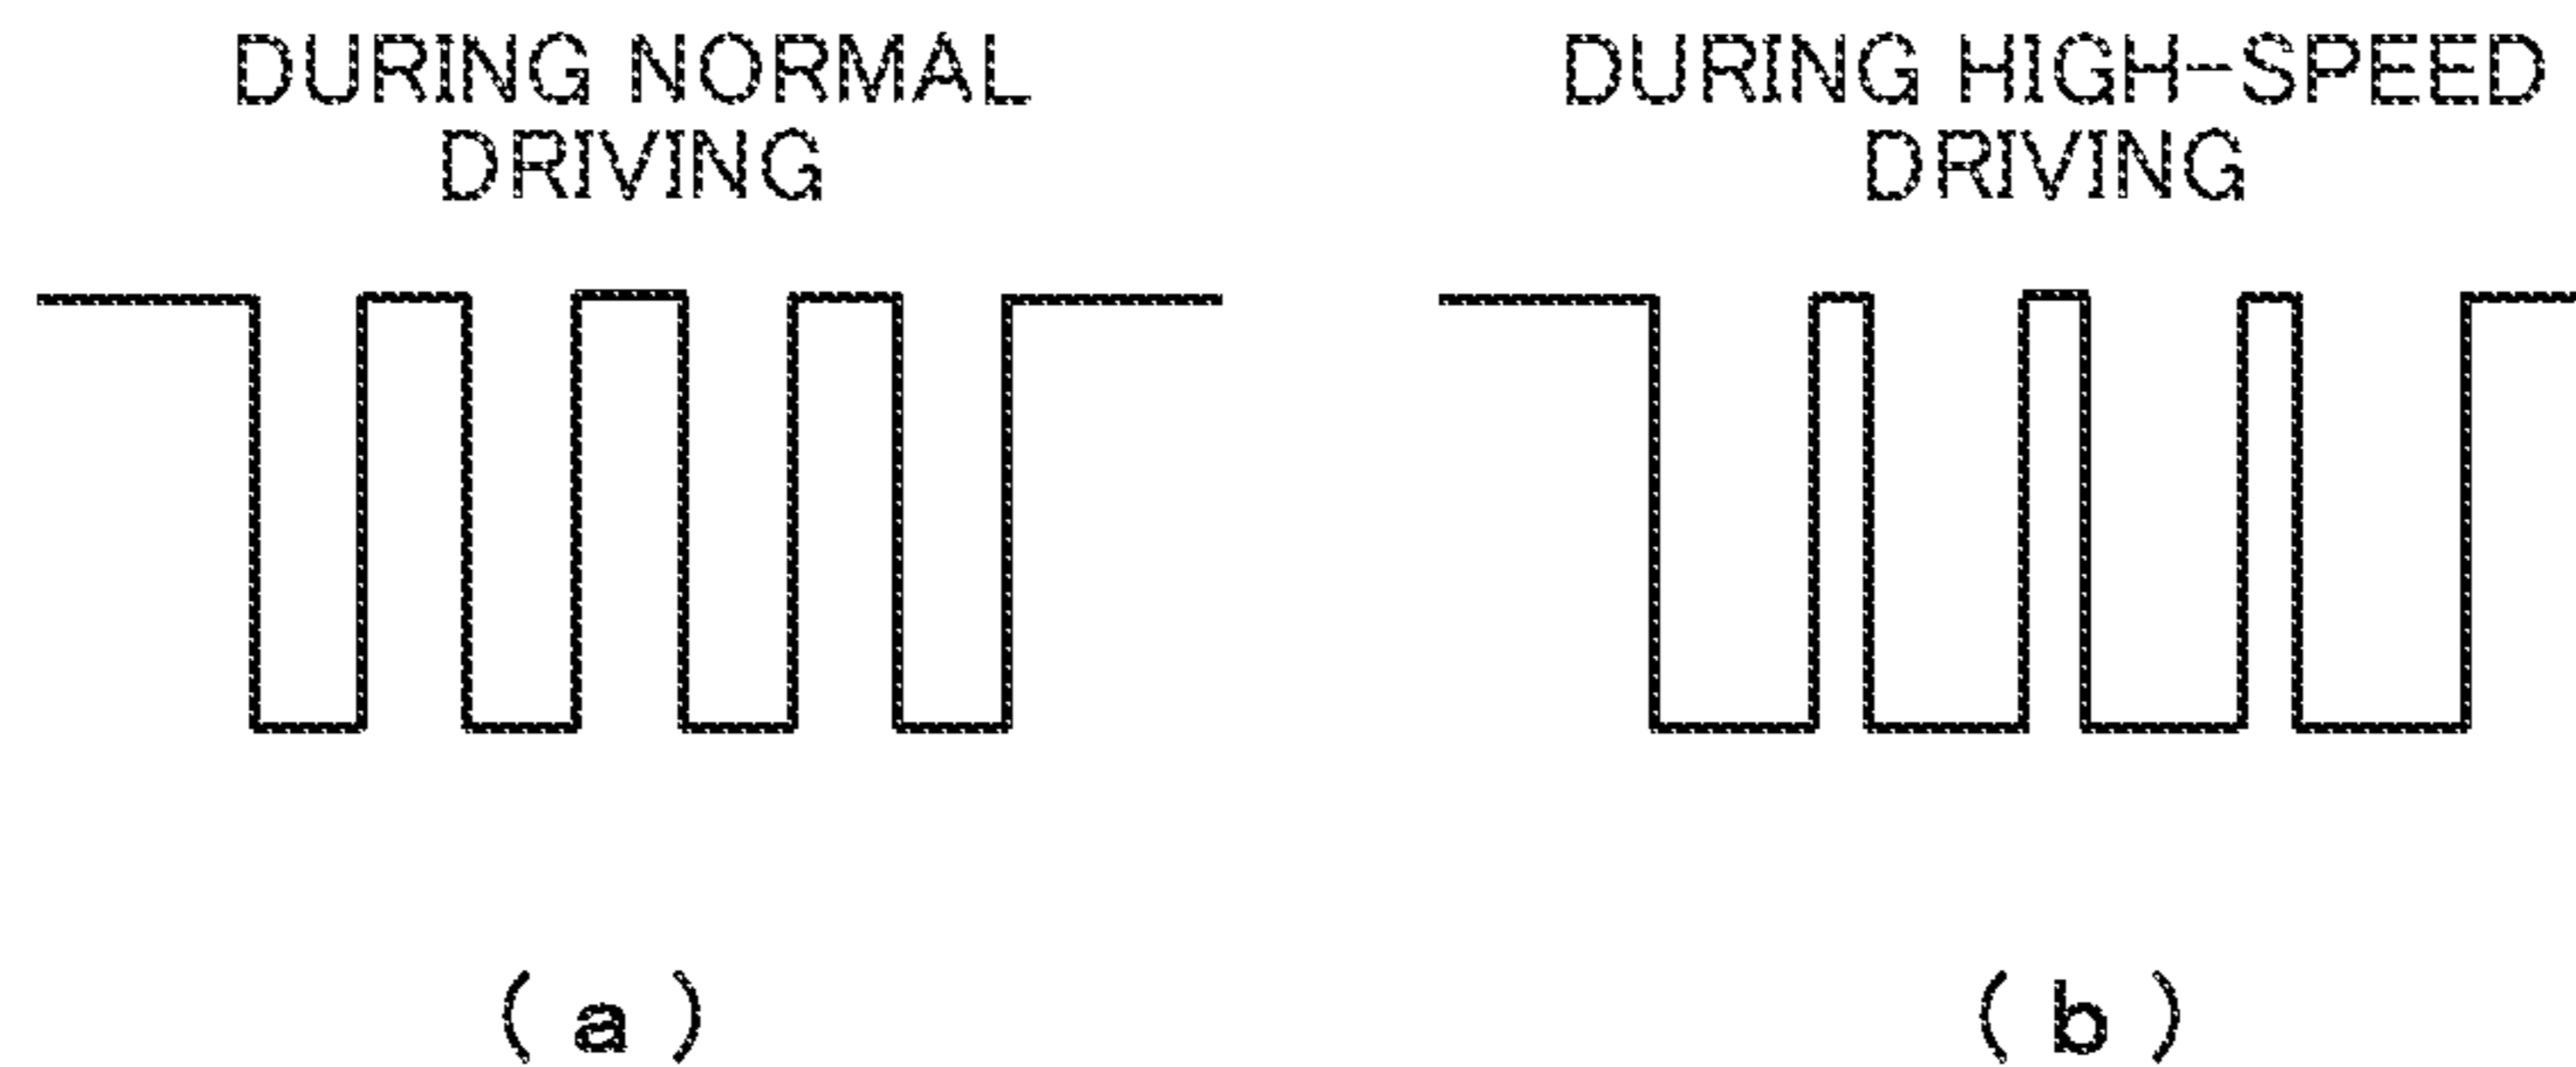 DURING NORMAL
DRIVING
DURING HIGH-SPEED
DRIVING
(a)
(b)